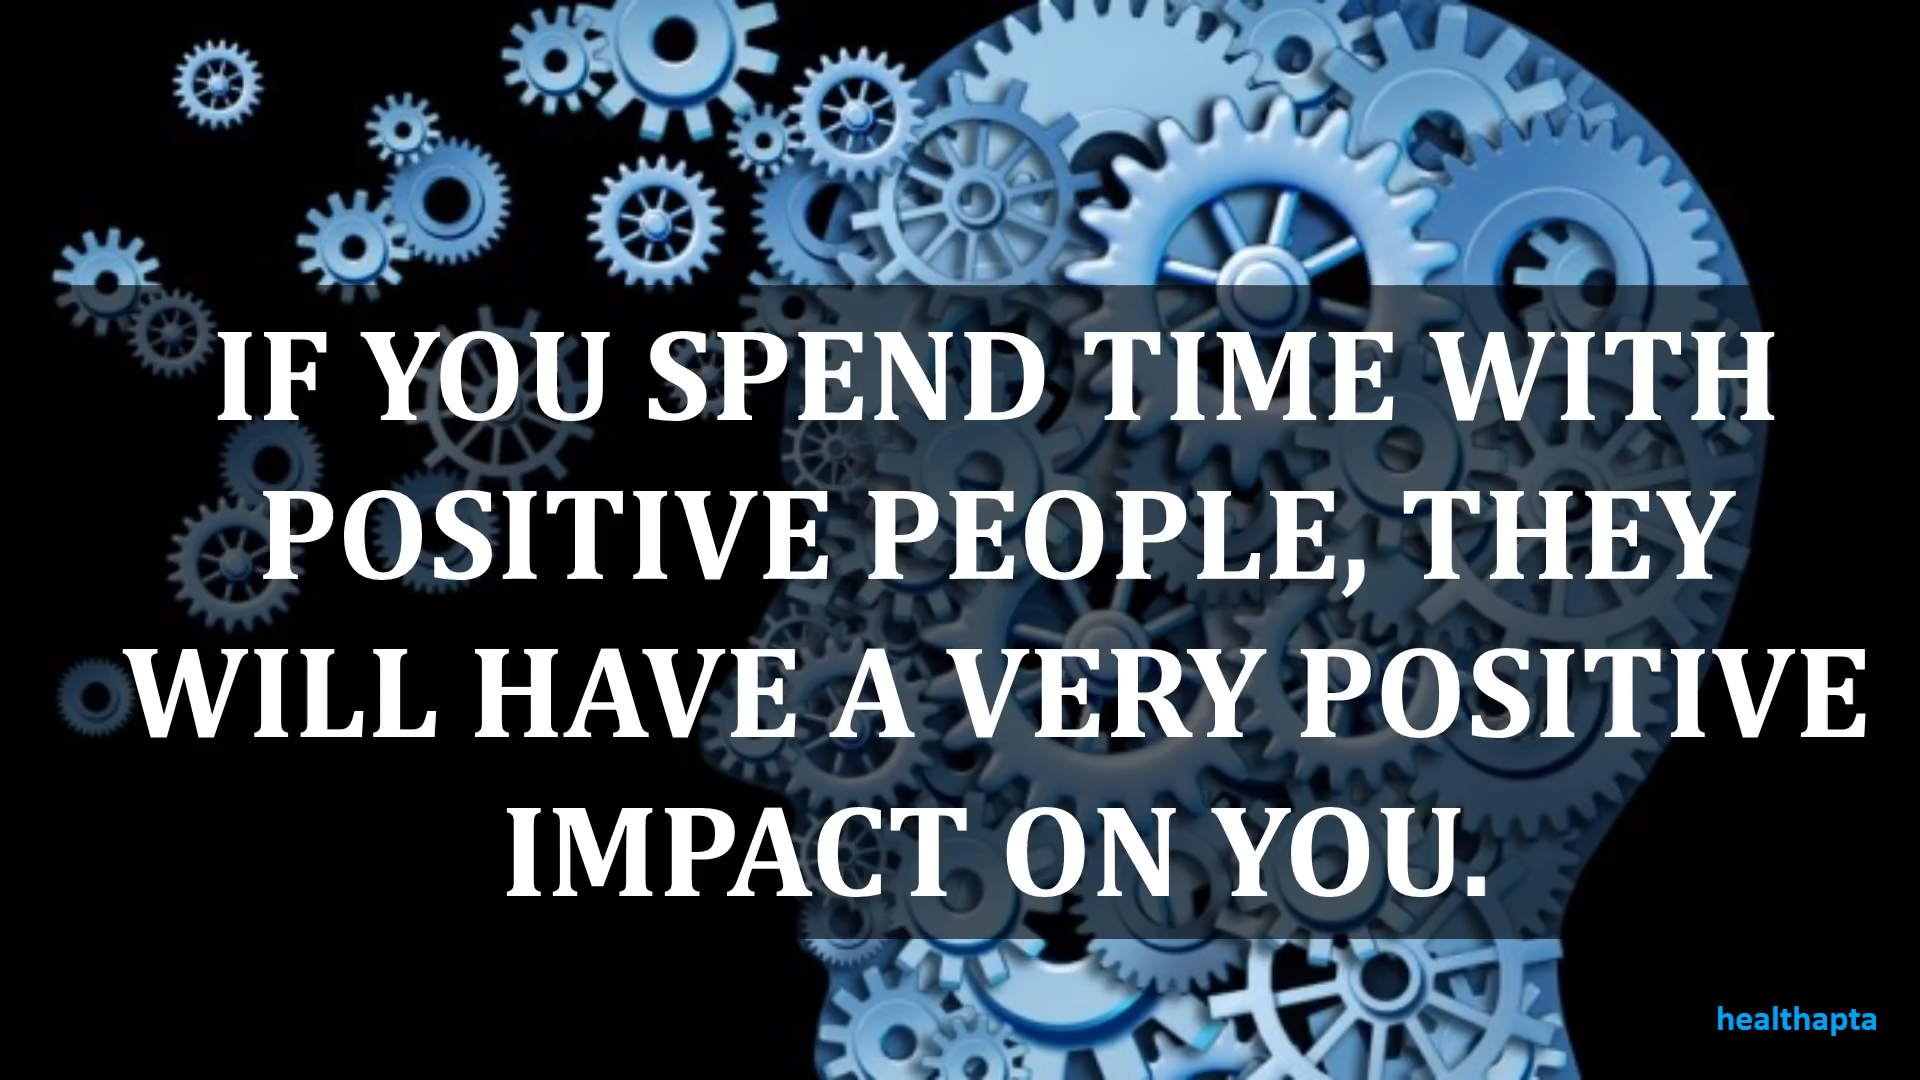 IF YOU SPEND TIME WITH
POSITIVE PEOPLE, THEY
WILL HAVE A VERY POSITIVE
IMPACT ON YOU.
healthapta